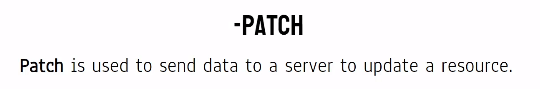 -PATCH
Patch is used to send data to a server to update a resource.